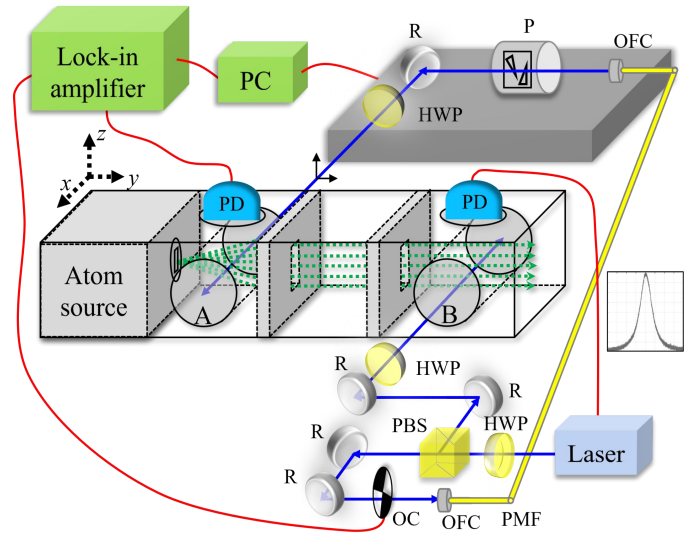 R
P
OFC
Lock-in
amplifier
PC
HWP
z
x
y
PD
PD
Atom
source
A
B
HWP
R
R
PBS
HWP
R
Laser
R
OC
OFC
PMF